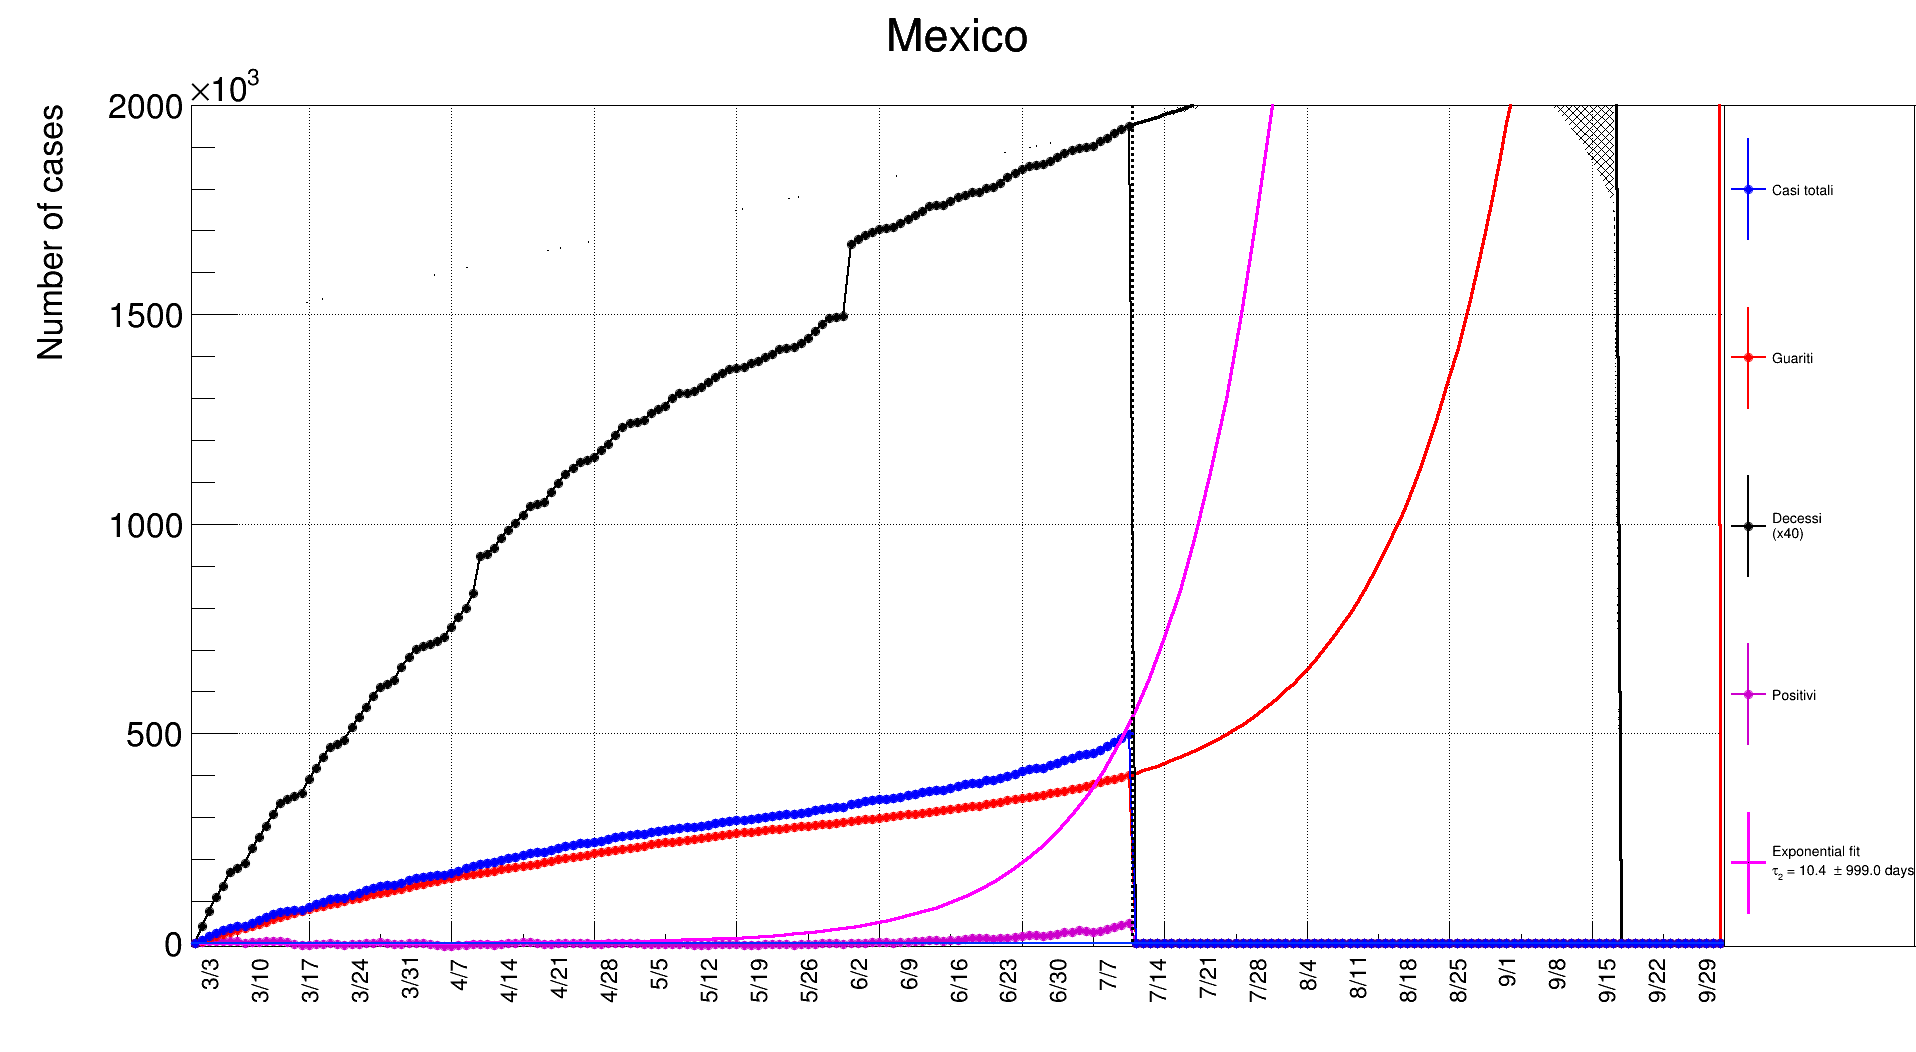 Mexico
×10³
Number of cases
2000
1500
1000
500
0
3/3 3/10 3/17 3/24 3/31 4/7 4/14 4/21 4/28 5/5 5/12 5/19 5/26 6/2 6/9 6/16 6/23 6/30 7/7 7/14 7/21 7/28 8/4 8/11 8/18 8/25 9/1 9/8 9/15 9/22 9/29
Casi totali
Guariti
Decessi
(x40)
Positivi
Exponential fit
τ₂ = 10.4 ± 999.0 days